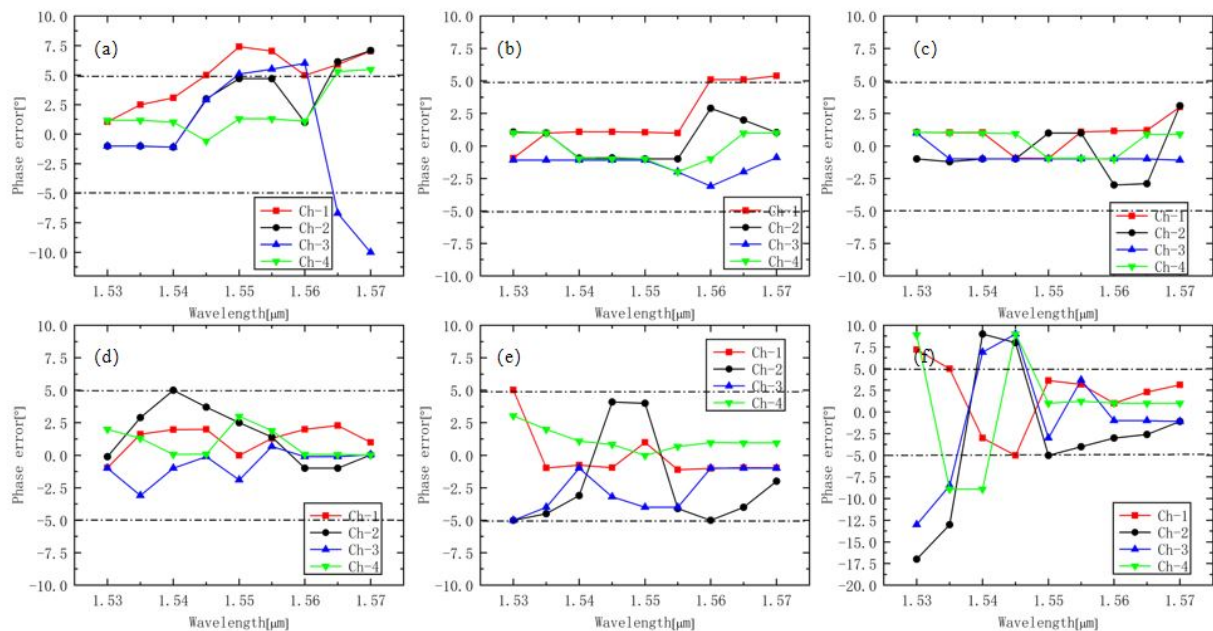 (a)
10.0
7.5
5.0
2.5
0.0
-2.5
-5.0
-7.5
-10.0
Phase error[°]
Ch-1
Ch-2
Ch-3
Ch-4
1.53 1.54 1.55 1.56 1.57
Wavelength[μm]
(b)
10.0
7.5
5.0
2.5
0.0
-2.5
-5.0
-7.5
-10.0
Phase error[°]
Ch-1
Ch-2
Ch-3
Ch-4
1.53 1.54 1.55 1.56 1.57
Wavelength[μm]
(c)
10.0
7.5
5.0
2.5
0.0
-2.5
-5.0
-7.5
-10.0
Phase error[°]
Ch-1
Ch-2
Ch-3
Ch-4
1.53 1.54 1.55 1.56 1.57
Wavelength[μm]
(d)
10.0
7.5
5.0
2.5
0.0
-2.5
-5.0
-7.5
-10.0
Phase error[°]
Ch-1
Ch-2
Ch-3
Ch-4
1.53 1.54 1.55 1.56 1.57
Wavelength[μm]
(e)
10.0
7.5
5.0
2.5
0.0
-2.5
-5.0
-7.5
-10.0
Phase error[°]
Ch-1
Ch-2
Ch-3
Ch-4
1.53 1.54 1.55 1.56 1.57
Wavelength[μm]
(f)
10.0
7.5
5.0
2.5
0.0
-2.5
-5.0
-7.5
-10.0
-12.5
-15.0
-17.5
-20.0
Phase error[°]
Ch-1
Ch-2
Ch-3
Ch-4
1.53 1.54 1.55 1.56 1.57
Wavelength[μm]